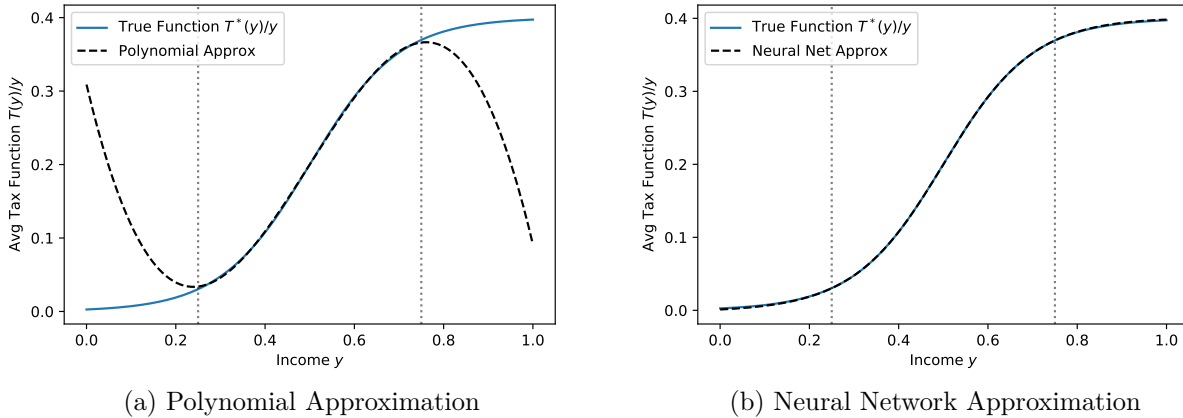 0.4
0.3
0.2
0.1
0.0
Avg Tax Function T(y)/y
True Function T*(y)/y
Polynomial Approx
0.0 0.2 0.4 0.6 0.8 1.0
Income y
(a) Polynomial Approximation
0.4
0.3
0.2
0.1
0.0
Avg Tax Function T(y)/y
True Function T*(y)/y
Neural Net Approx
0.0 0.2 0.4 0.6 0.8 1.0
Income y
(b) Neural Network Approximation